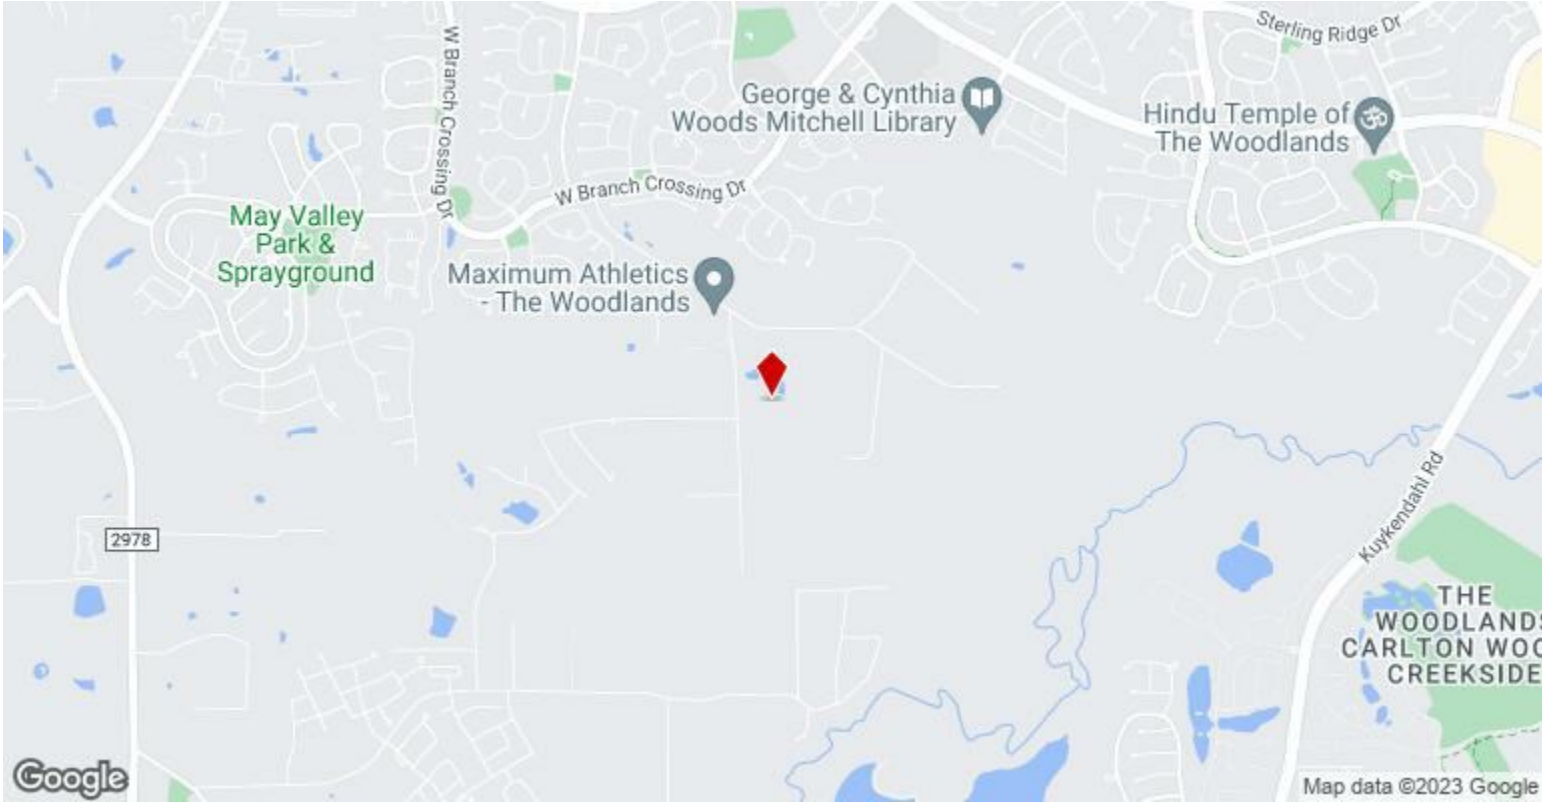 Sterling Ridge Dr
W Branch Crossing Dr
George & Cynthia
Woods Mitchell Library
Hindu Temple of
The Woodlands
W Branch Crossing Dr
May Valley
Park &
Sprayground
Maximum Athletics
- The Woodlands
Kuykendahl Rd
2978
THE
WOODLANDS
CARLTON WOO
CREEKSIDE
Google
Map data ©2023 Google